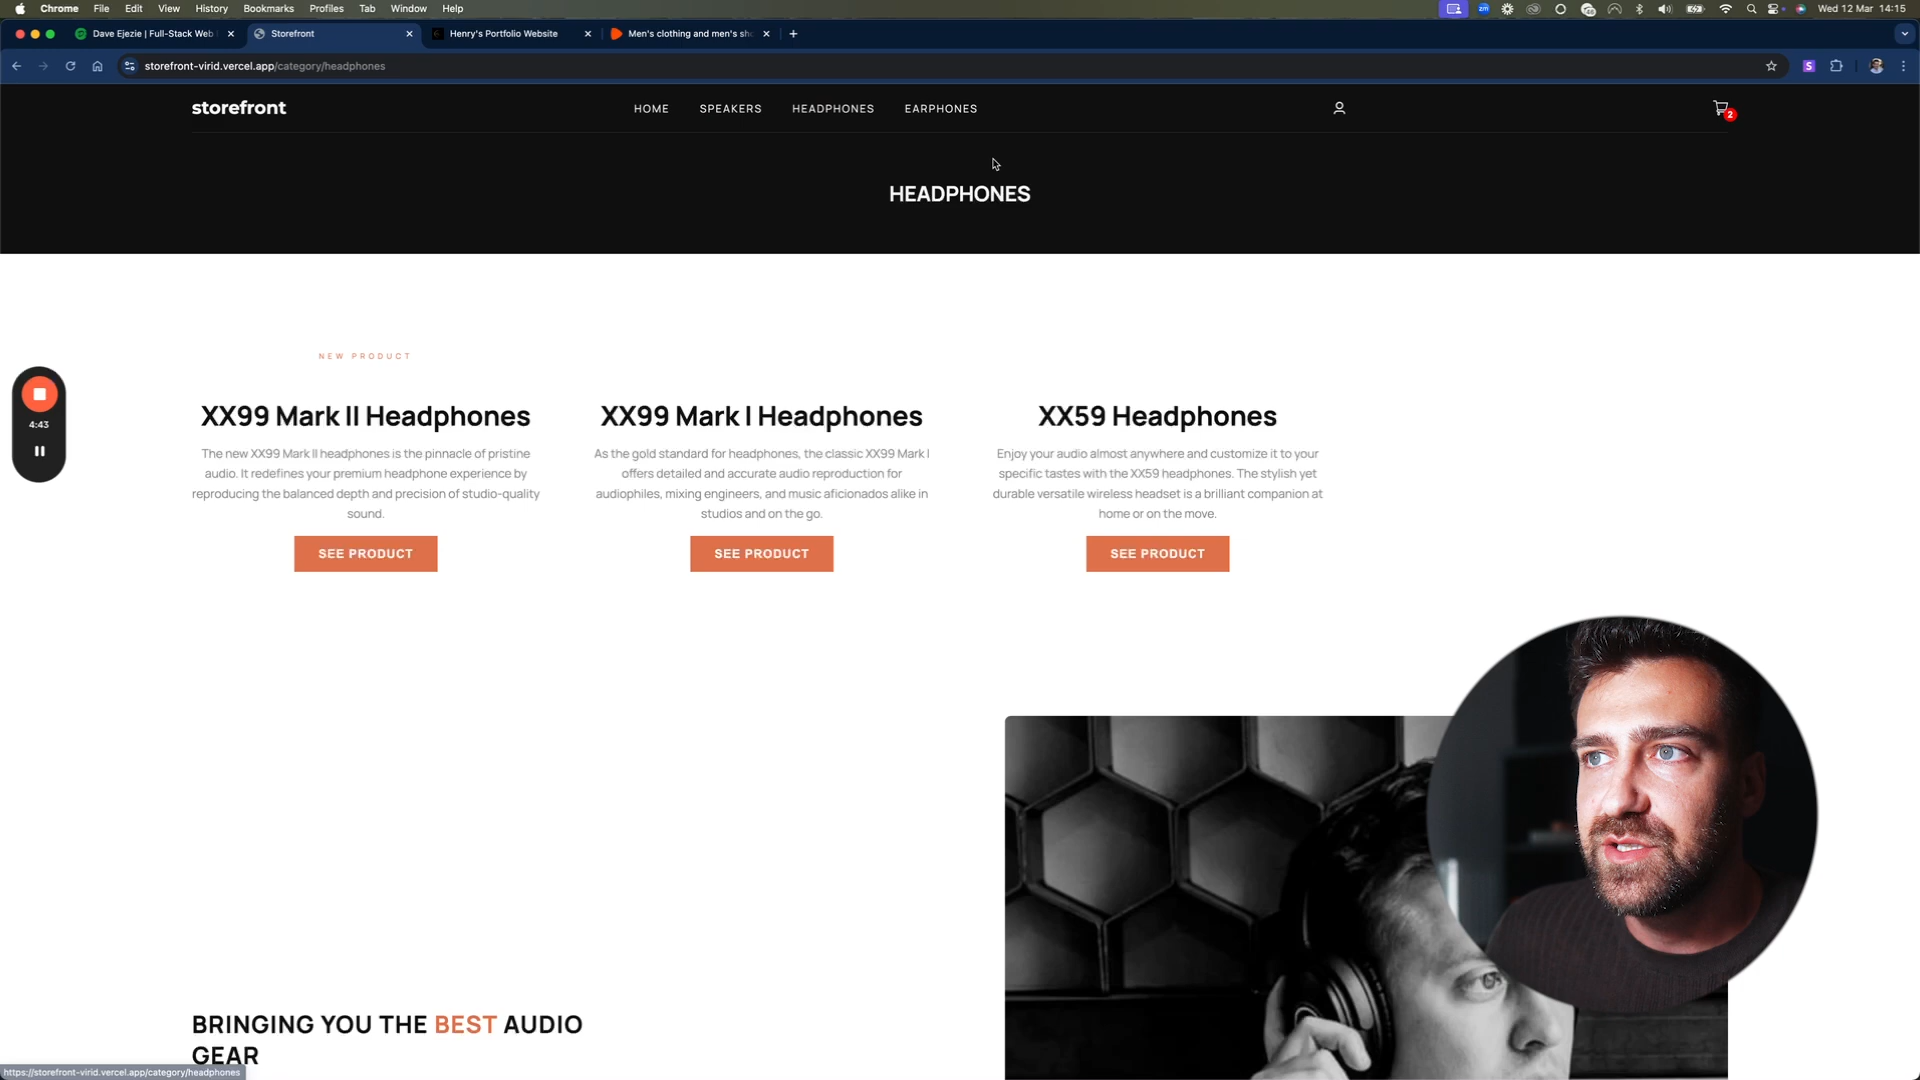 Chrome File Edit View History Bookmarks Profiles Tab Window Help
Wed 12 Mar 14:15
Dave Ejezie | Full-Stack Web
Storefront
Henry's Portfolio Website
Men's clothing and men's sh
storefront-virid.vercel.app/category/headphones
S
storefront
HOME SPEAKERS HEADPHONES EARPHONES
2
HEADPHONES
NEW PRODUCT
XX99 Mark II Headphones
The new XX99 Mark II headphones is the pinnacle of pristine
audio. It redefines your premium headphone experience by
reproducing the balanced depth and precision of studio-quality
sound.
SEE PRODUCT
XX99 Mark I Headphones
As the gold standard for headphones, the classic XX99 Mark I
offers detailed and accurate audio reproduction for
audiophiles, mixing engineers, and music aficionados alike in
studios and on the go.
SEE PRODUCT
XX59 Headphones
Enjoy your audio almost anywhere and customize it to your
specific tastes with the XX59 headphones. The stylish yet
durable versatile wireless headset is a brilliant companion at
home or on the move.
SEE PRODUCT
4:43
BRINGING YOU THE BEST AUDIO
GEAR
https://storefront-virid.vercel.app/category/headphones